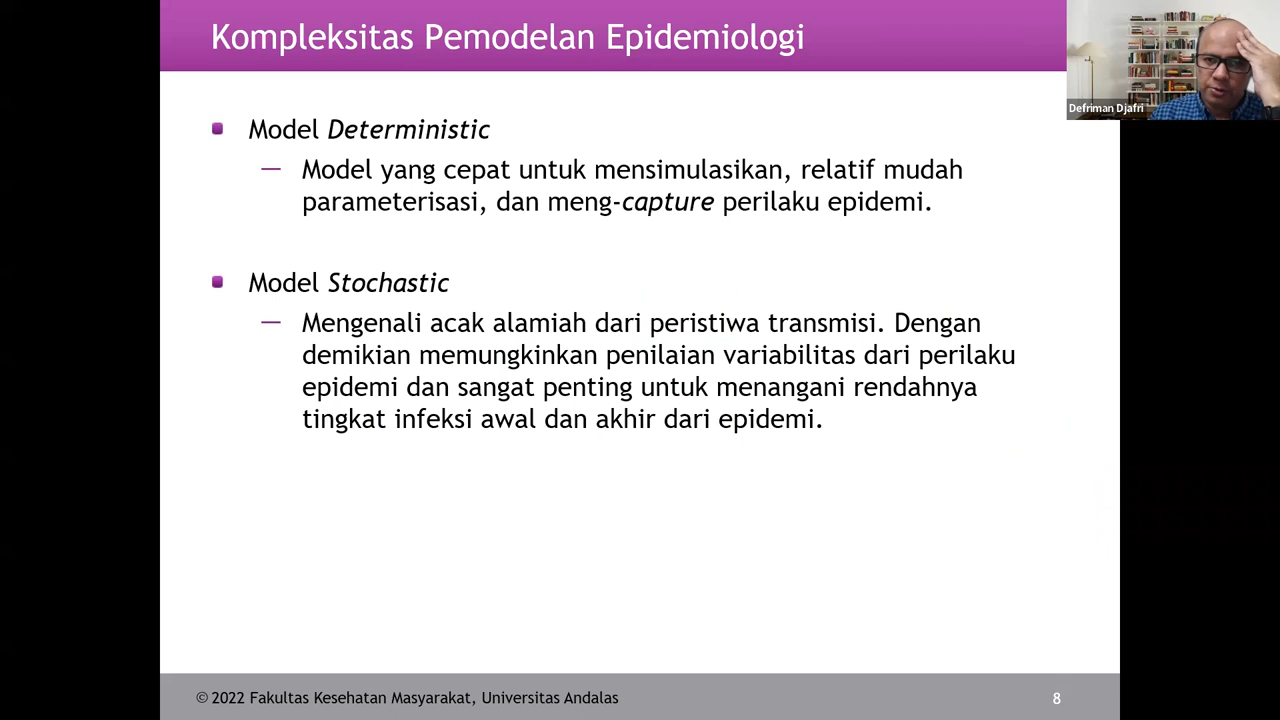 Kompleksitas Pemodelan Epidemiologi
Defriman Djafri
Model Deterministic
— Model yang cepat untuk mensimulasikan, relatif mudah
parameterisasi, dan meng-capture perilaku epidemi.
Model Stochastic
— Mengenali acak alamiah dari peristiwa transmisi. Dengan
demikian memungkinkan penilaian variabilitas dari perilaku
epidemi dan sangat penting untuk menangani rendahnya
tingkat infeksi awal dan akhir dari epidemi.
© 2022 Fakultas Kesehatan Masyarakat, Universitas Andalas
8